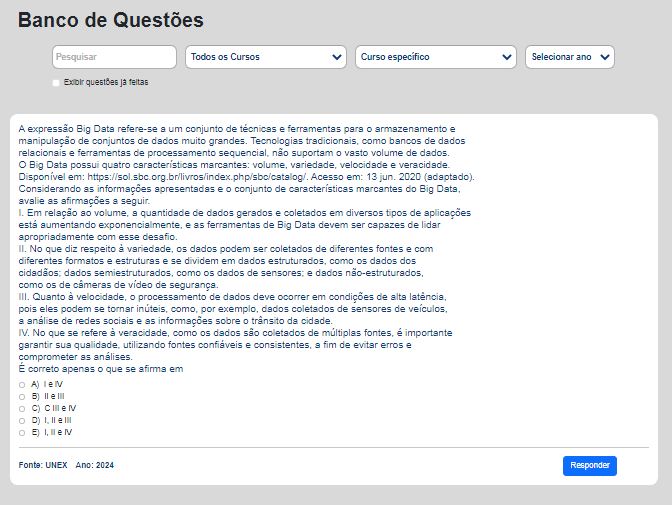 Banco de Questões
Pesquisar
Todos os Cursos
Curso específico
Selecionar ano
Exibir questões já feitas
A expressão Big Data refere-se a um conjunto de técnicas e ferramentas para o armazenamento e
manipulação de conjuntos de dados muito grandes. Tecnologias tradicionais, como bancos de dados
relacionais e ferramentas de processamento sequencial, não suportam o vasto volume de dados.
O Big Data possui quatro características marcantes: volume, variedade, velocidade e veracidade.
Disponível em: https://sol.sbc.org.br/livros/index.php/sbc/catalog/. Acesso em: 13 jun. 2020 (adaptado).
Considerando as informações apresentadas e o conjunto de características marcantes do Big Data,
avalie as afirmações a seguir.
I. Em relação ao volume, a quantidade de dados gerados e coletados em diversos tipos de aplicações
está aumentando exponencialmente, e as ferramentas de Big Data devem ser capazes de lidar
apropriadamente com esse desafio.
II. No que diz respeito à variedade, os dados podem ser coletados de diferentes fontes e com
diferentes formatos e estruturas e se dividem em dados estruturados, como os dados dos
cidadãos; dados semiestruturados, como os dados de sensores; e dados não-estruturados,
como os de câmeras de vídeo de segurança.
III. Quanto à velocidade, o processamento de dados deve ocorrer em condições de alta latência,
pois eles podem se tornar inúteis, como, por exemplo, dados coletados de sensores de veículos,
a análise de redes sociais e as informações sobre o trânsito da cidade.
IV. No que se refere à veracidade, como os dados são coletados de múltiplas fontes, é importante
garantir sua qualidade, utilizando fontes confiáveis e consistentes, a fim de evitar erros e
comprometer as análises.
É correto apenas o que se afirma em
A) I e IV
B) II e III
C) C III e IV
D) I, II e III
E) I, II e IV
Fonte: UNEX Ano: 2024
Responder